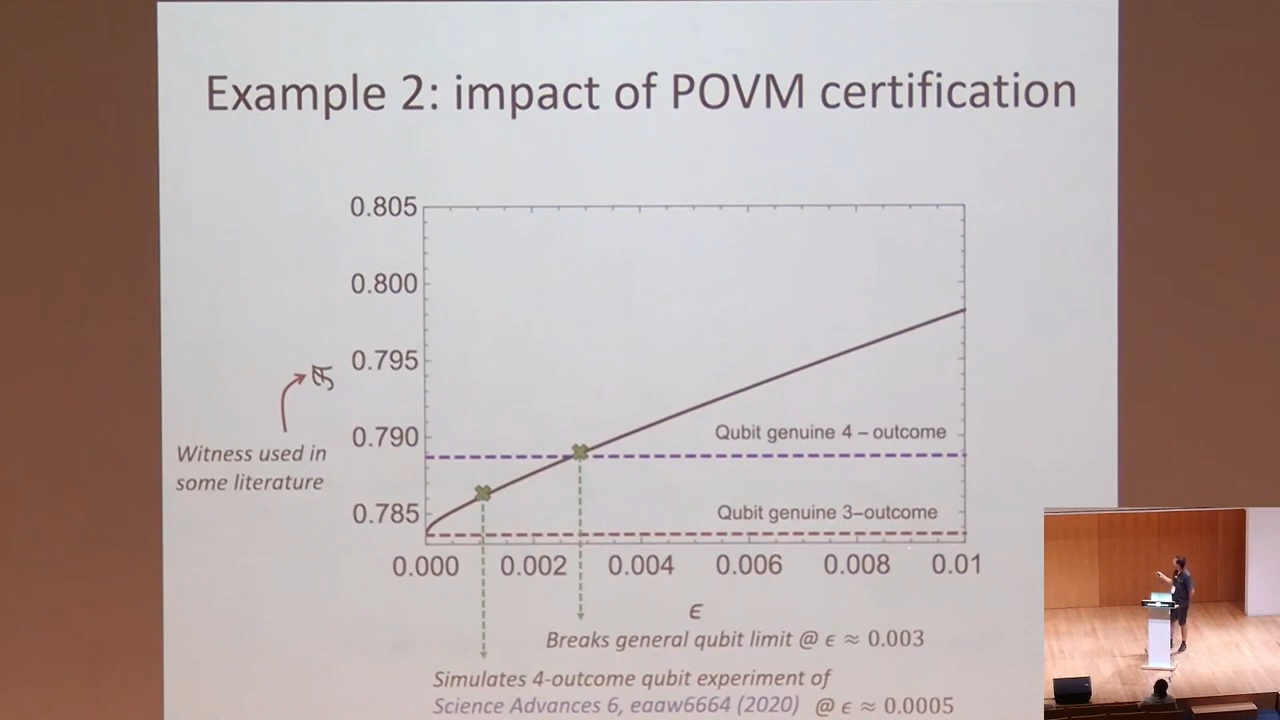 Example 2: impact of POVM certification
0.805
0.800
0.795
0.790
0.785
Witness used in
some literature
Qubit genuine 4 – outcome
Qubit genuine 3–outcome
0.000 0.002 0.004 0.006 0.008 0.01
ϵ
Breaks general qubit limit @ ϵ ≈ 0.003
Simulates 4-outcome qubit experiment of
Science Advances 6, eaaw6664 (2020) @ ϵ ≈ 0.0005